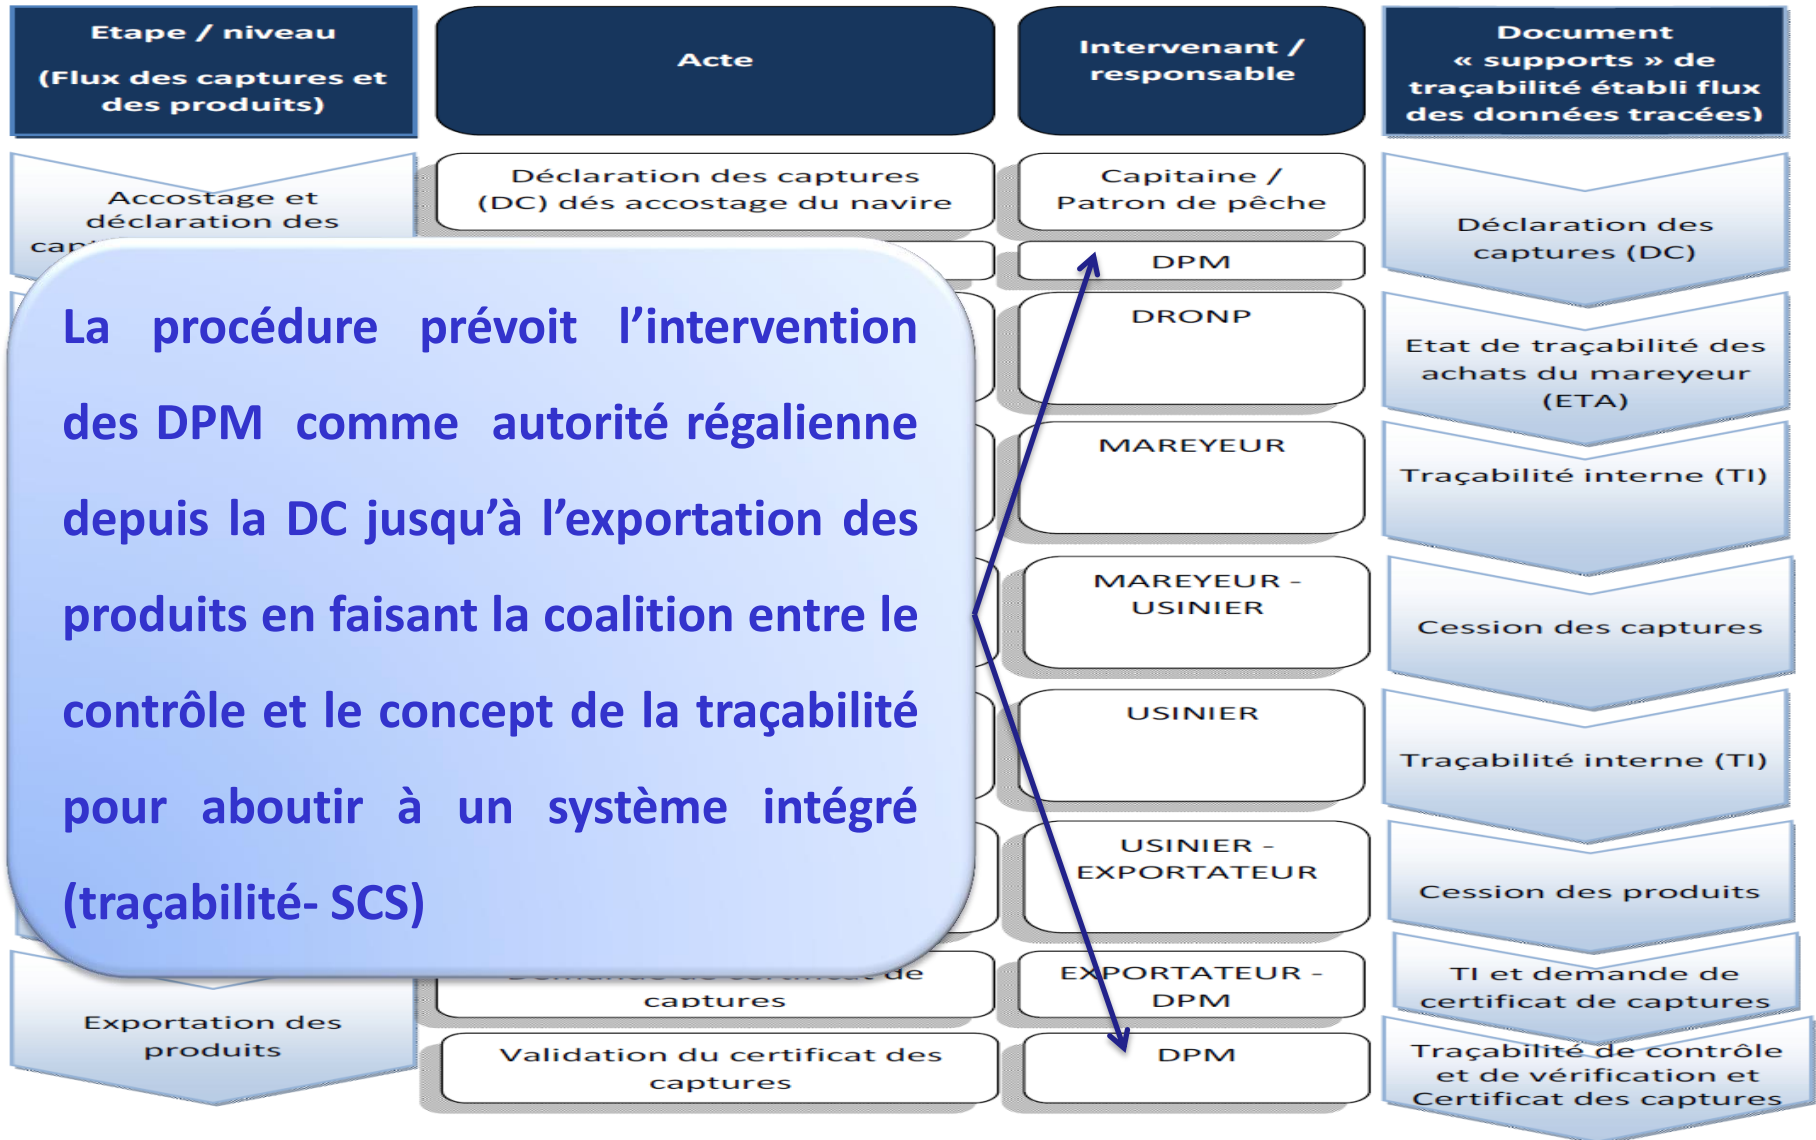 Etape / niveau
(Flux des captures et
des produits)
Acte
Intervenant /
responsable
Document
« supports » de
traçabilité établi flux
des données tracées)
Accostage et
déclaration des
Déclaration des captures
(DC) dés accostage du navire
Capitaine /
Patron de pêche
DPM
Déclaration des
captures (DC)
La procédure prévoit l’intervention
des DPM comme autorité régalienne
depuis la DC jusqu’à l’exportation des
produits en faisant la coalition entre le
contrôle et le concept de la traçabilité
pour aboutir à un système intégré
(traçabilité- SCS)
DRONP
Etat de traçabilité des
achats du mareyeur
(ETA)
MAREYEUR
Traçabilité interne (TI)
MAREYEUR -
USINIER
Cession des captures
USINIER
Traçabilité interne (TI)
USINIER -
EXPORTATEUR
Cession des produits
Exportation des
produits
de
captures
EXPORTATEUR -
DPM
TI et demande de
certificat de captures
Validation du certificat des
captures
DPM
Traçabilité de contrôle
et de vérification et
Certificat des captures